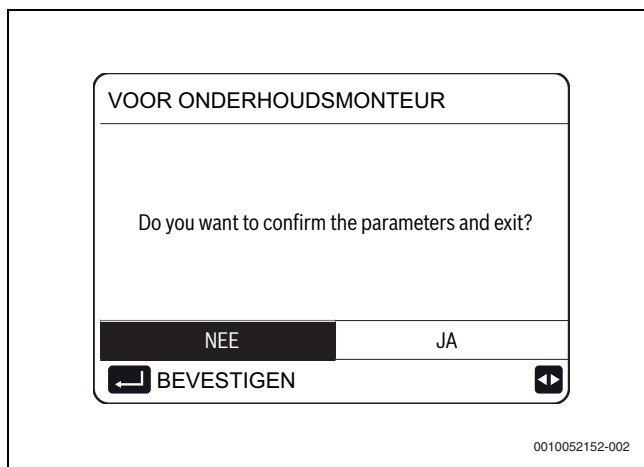 VOOR ONDERHOUDSMONTEUR
Do you want to confirm the parameters and exit?
NEE
JA
BEVESTIGEN
0010052152-002